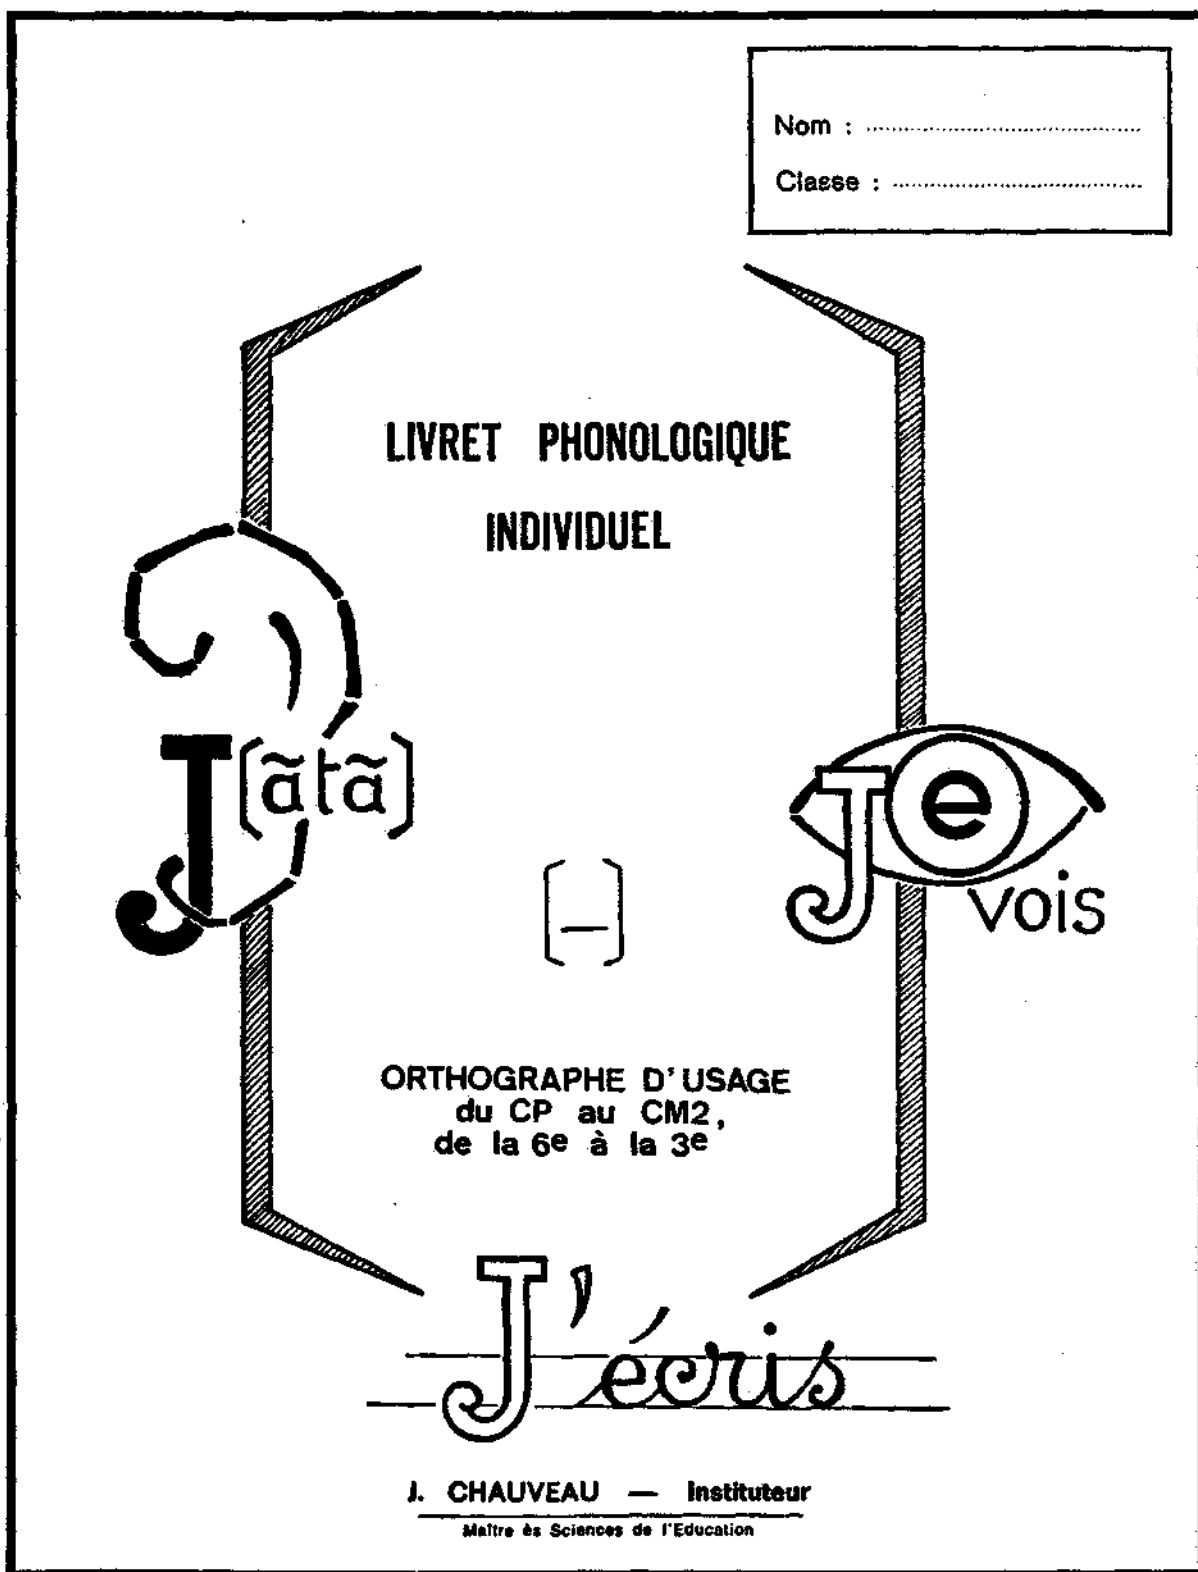 Nom : ........................................
Classe : ........................................
LIVRET PHONOLOGIQUE
INDIVIDUEL
J[ãtã]
Je
vois
[_]
ORTHOGRAPHE D'USAGE
du CP au CM2,
de la 6e à la 3e
J'écris
J. CHAUVEAU — Instituteur
Maître ès Sciences de l'Education